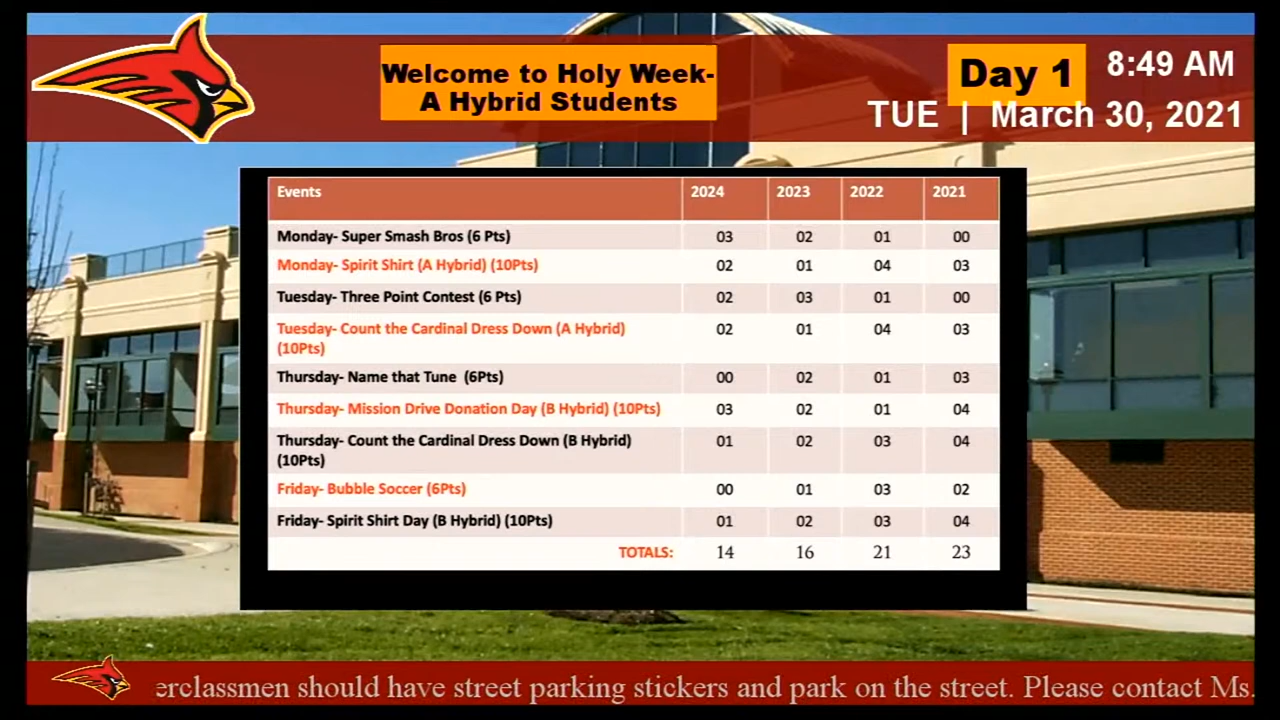 Welcome to Holy Week-
A Hybrid Students
Day 1
8:49 AM
TUE | March 30, 2021
Events 2024 2023 2022 2021
Monday- Super Smash Bros (6 Pts) 03 02 01 00
Monday- Spirit Shirt (A Hybrid) (10Pts) 02 01 04 03
Tuesday- Three Point Contest (6 Pts) 02 03 01 00
Tuesday- Count the Cardinal Dress Down (A Hybrid)
(10Pts) 02 01 04 03
Thursday- Name that Tune (6Pts) 00 02 01 03
Thursday- Mission Drive Donation Day (B Hybrid) (10Pts) 03 02 01 04
Thursday- Count the Cardinal Dress Down (B Hybrid)
(10Pts) 01 02 03 04
Friday- Bubble Soccer (6Pts) 00 01 03 02
Friday- Spirit Shirt Day (B Hybrid) (10Pts) 01 02 03 04
TOTALS: 14 16 21 23
erclassmen should have street parking stickers and park on the street. Please contact Ms.